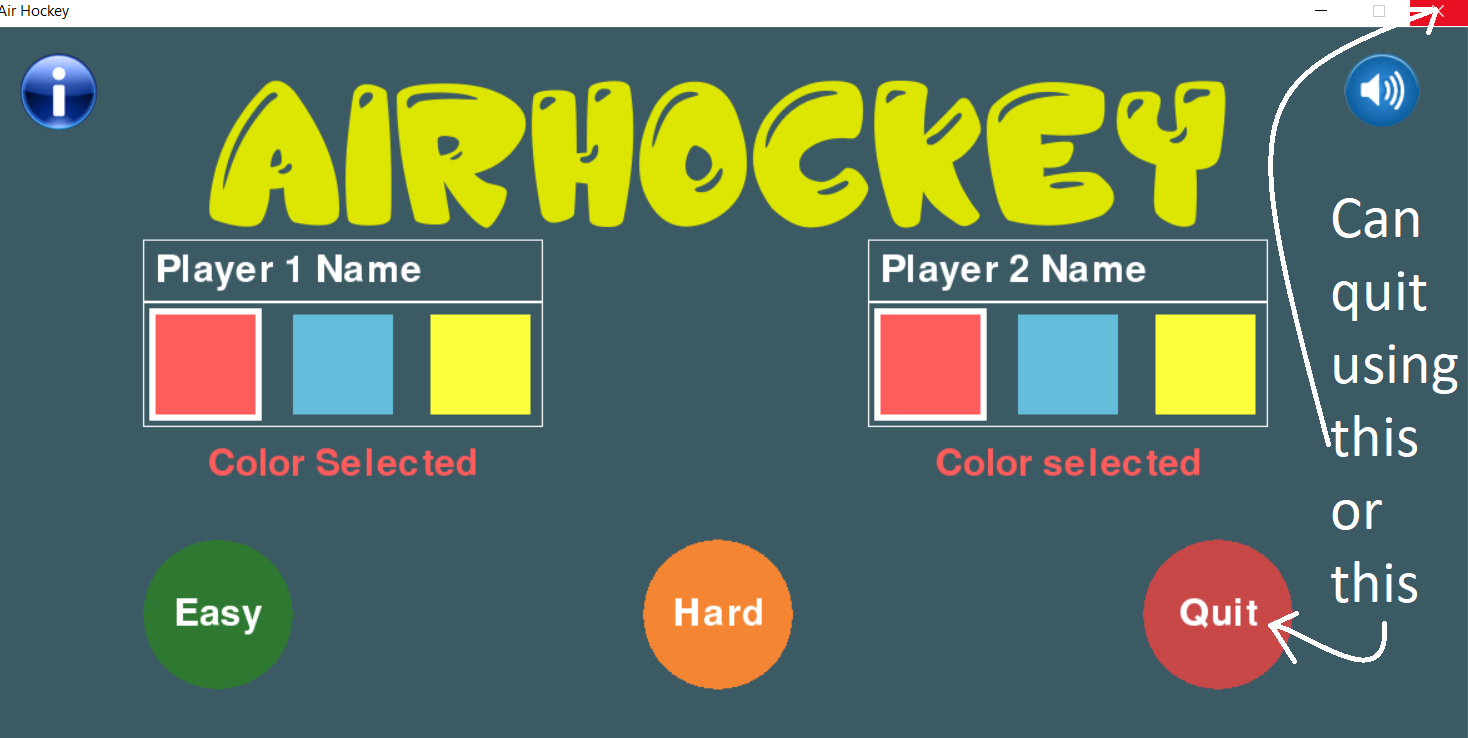 Air Hockey
AIRHOCKEY
Player 1 Name
Player 2 Name
Color Selected
Color selected
Easy
Hard
Quit
Can
quit
using
this
or
this